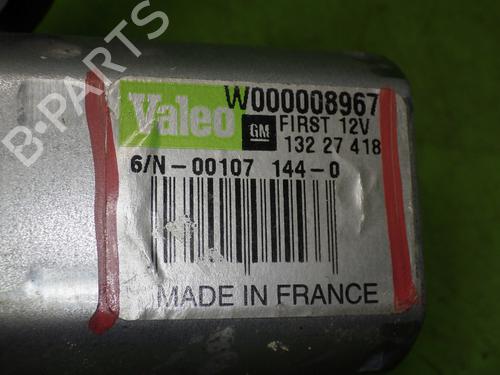 W000008967
Valeo GM FIRST 12V
132 27 418
6/N-00107 144-0
MADE IN FRANCE
B-PARTS